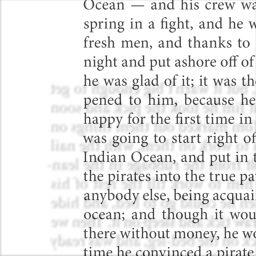 Ocean — and his crew wa
spring in a fight, and he w
fresh men, and thanks to
night and put ashore off of
he was glad of it; it was the
pened to him, because he
happy for the first time in
was going to start right of
Indian Ocean, and put in t
the pirates into the true pa
anybody else, being acquai
ocean; and though it wou
there without money, he wo
time he convinced a pirate